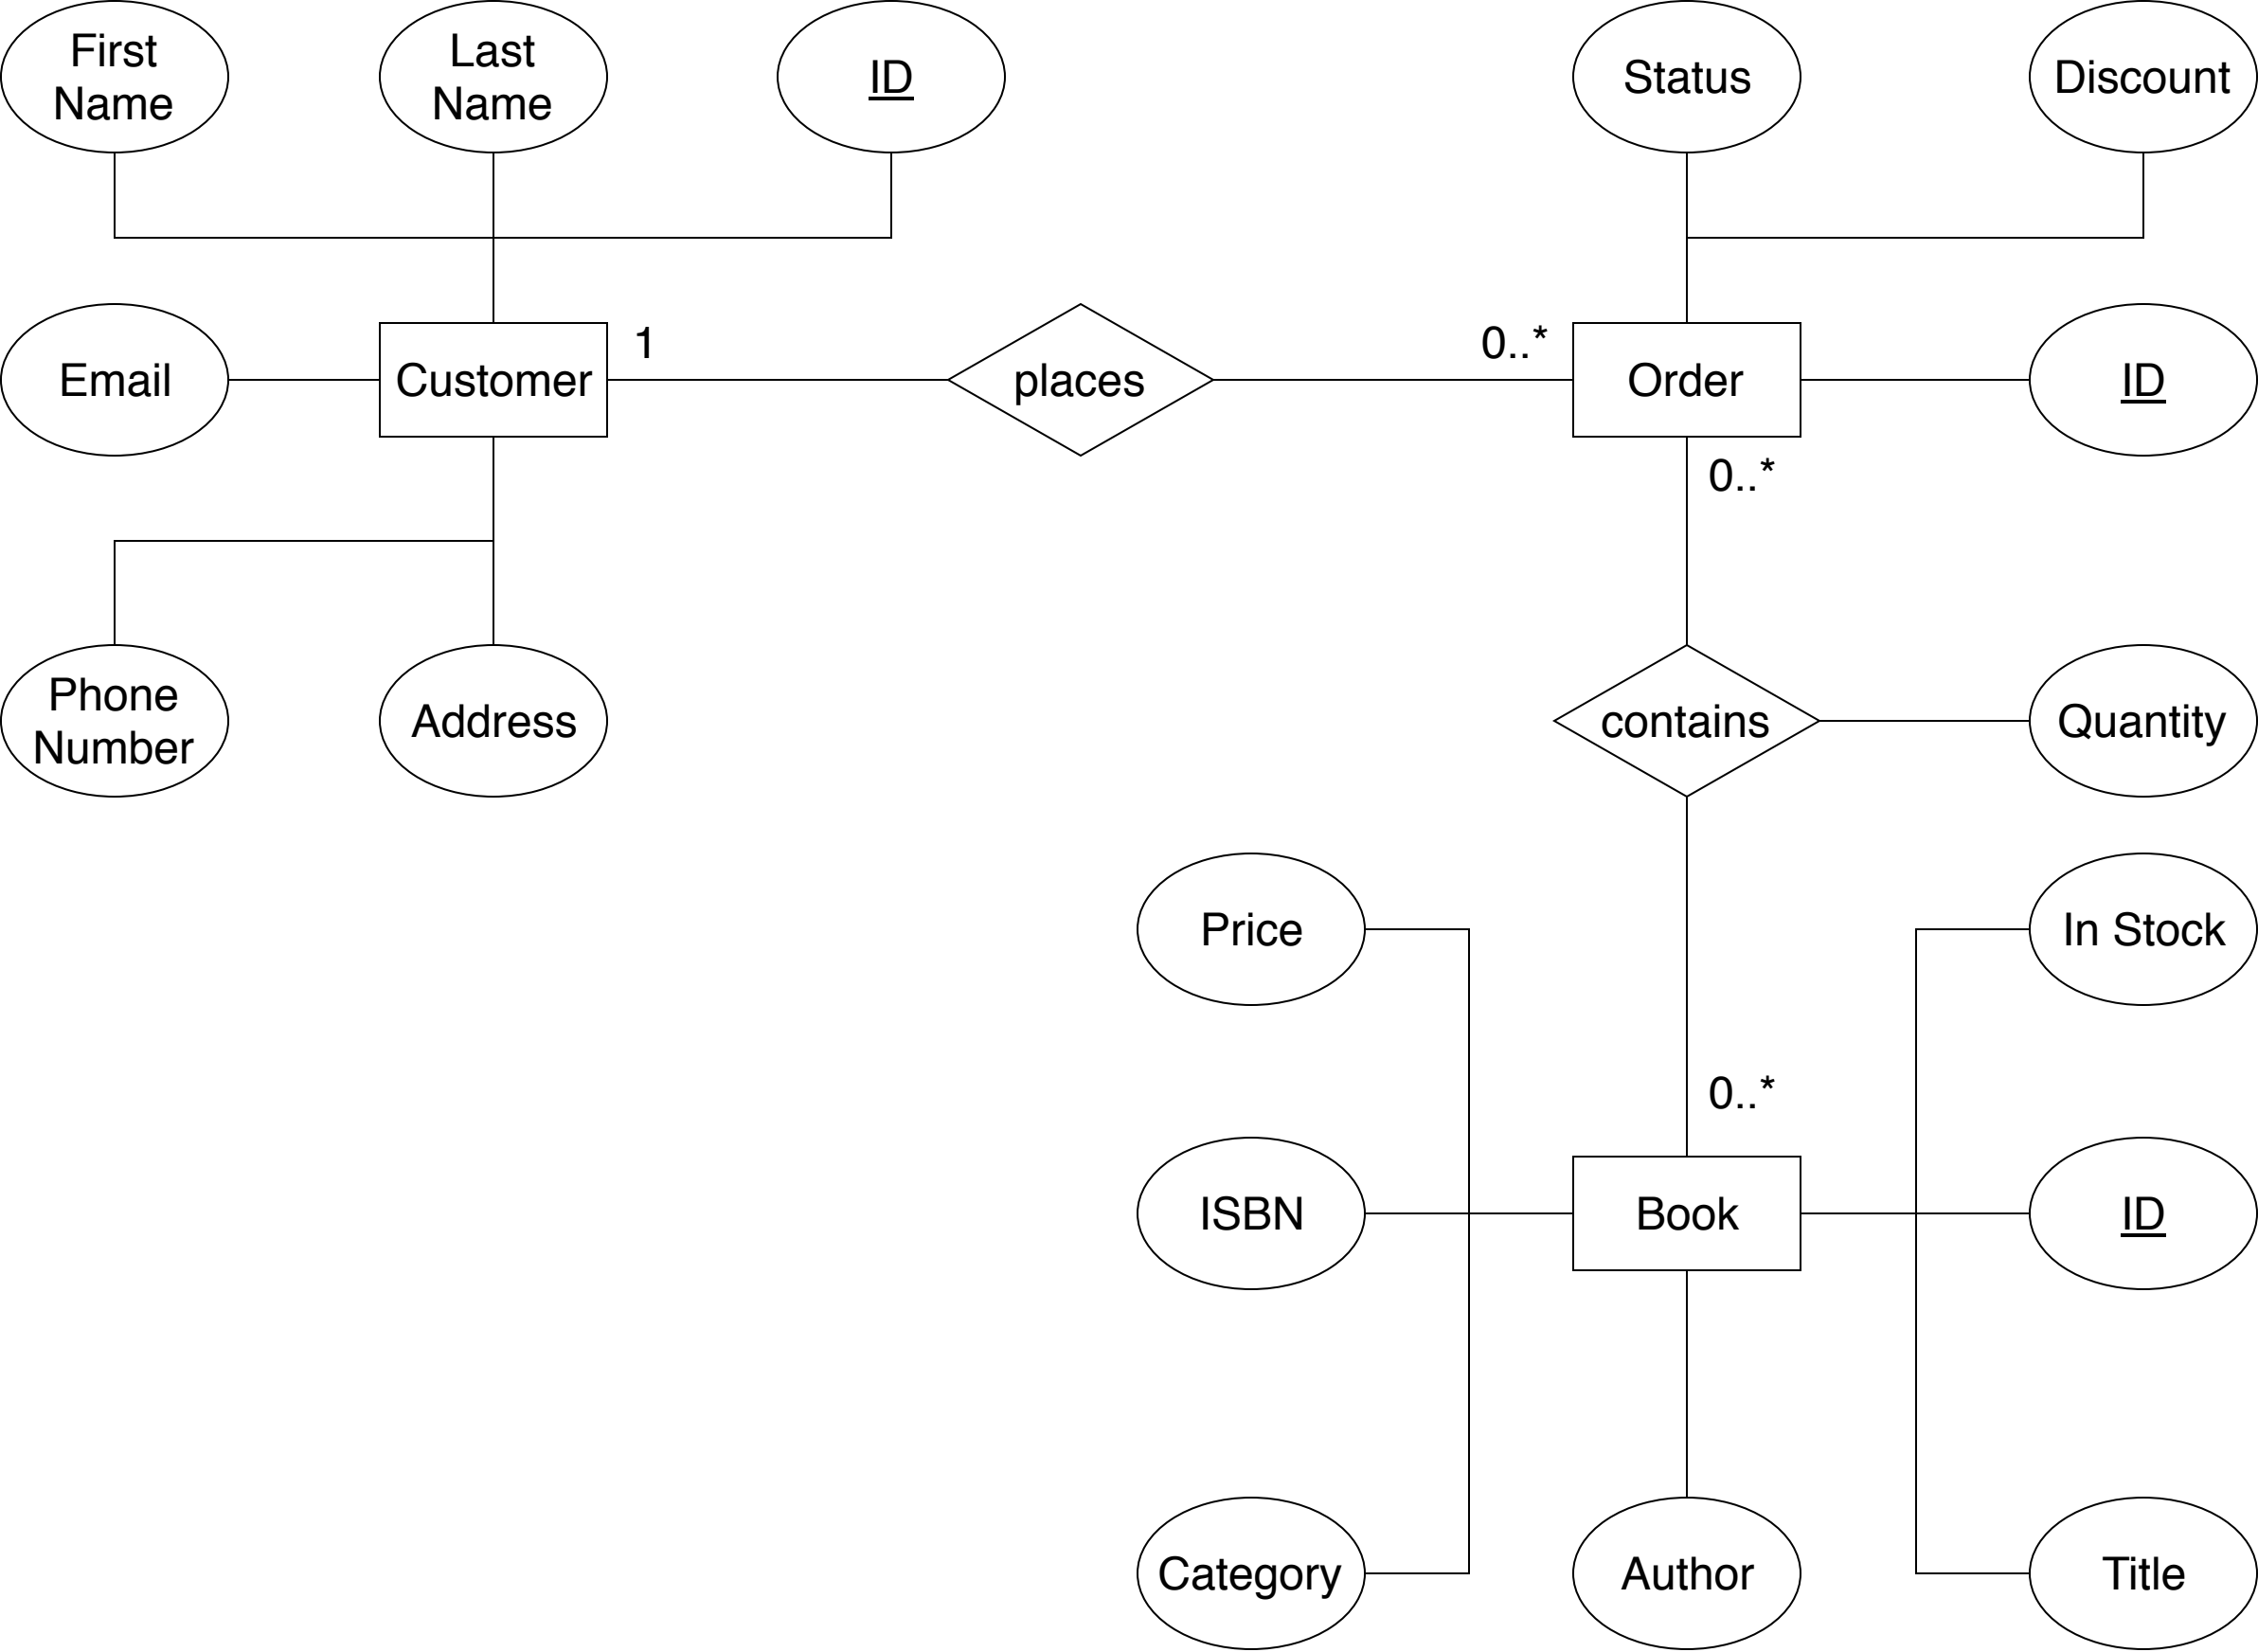 First
Name
Last
Name
ID
Status
Discount
Email
Customer
1
places
0..*
Order
ID
0..*
Phone
Number
Address
contains
Quantity
Price
In Stock
0..*
ISBN
Book
ID
Category
Author
Title